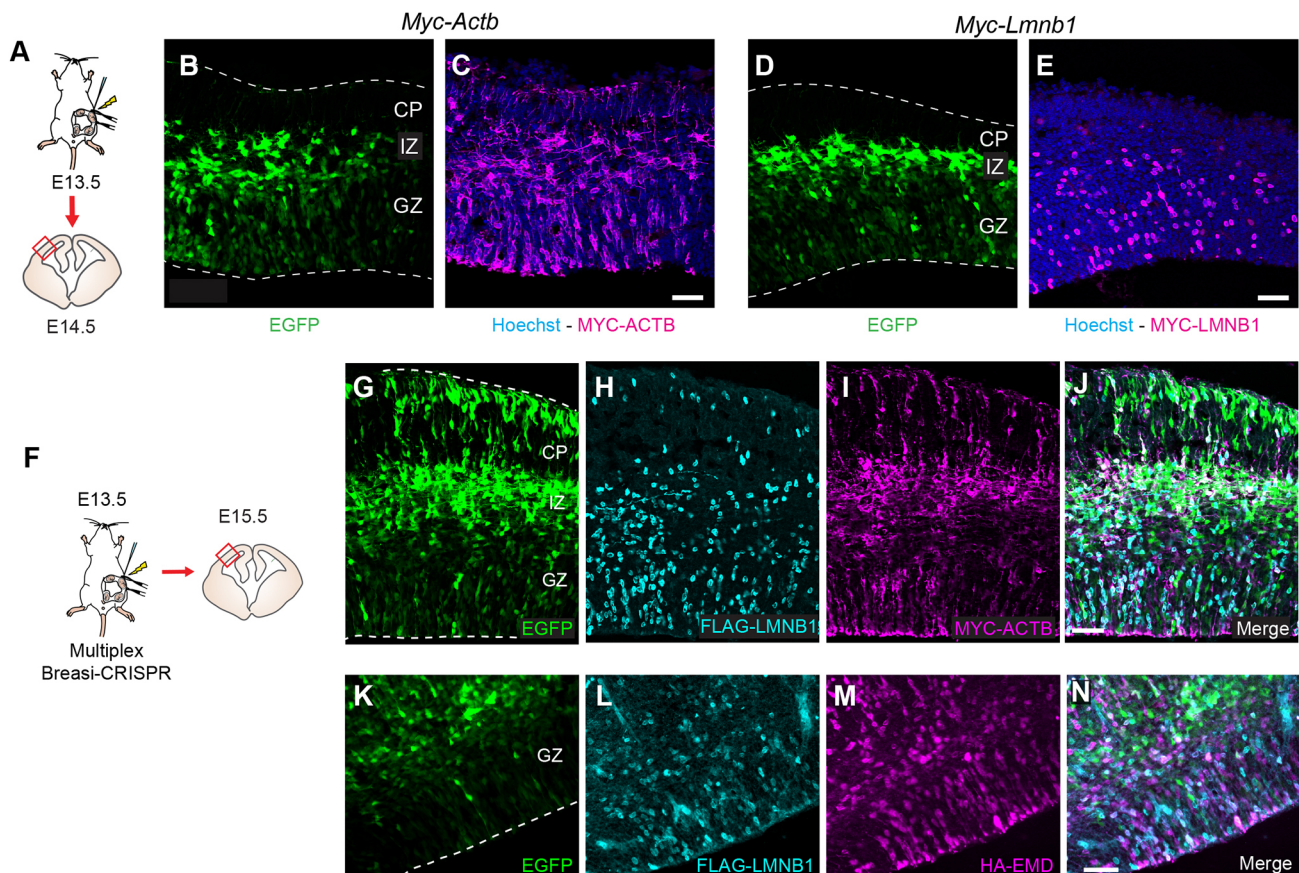 Myc-Actb
Myc-Lmnb1
A
E13.5
E14.5
B
CP
IZ
GZ
EGFP
C
Hoechst - MYC-ACTB
D
CP
IZ
GZ
EGFP
E
Hoechst - MYC-LMNB1
F
E13.5
E15.5
Multiplex
Breasi-CRISPR
G
CP
IZ
GZ
EGFP
H
FLAG-LMNB1
I
MYC-ACTB
J
Merge
K
GZ
EGFP
L
FLAG-LMNB1
M
HA-EMD
N
Merge